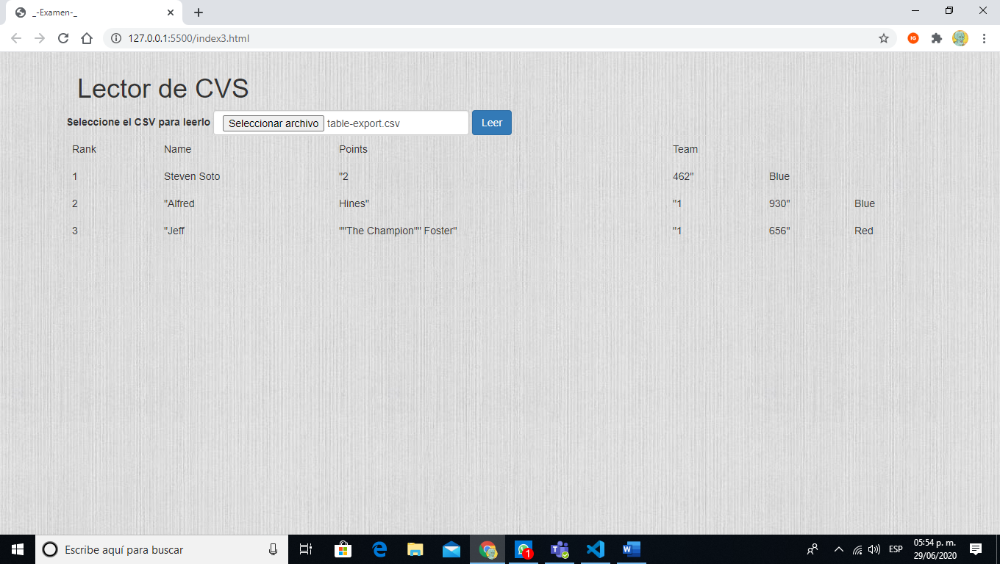 _-Examen-_
127.0.0.1:5500/index3.html
IG
Lector de CVS
Seleccione el CSV para leerlo Seleccionar archivo table-export.csv Leer
Rank Name Points Team
1 Steven Soto "2 462" Blue
2 "Alfred Hines" "1 930" Blue
3 "Jeff ""The Champion"" Foster" "1 656" Red
Escribe aquí para buscar
1
ESP
05:54 p. m.
29/06/2020